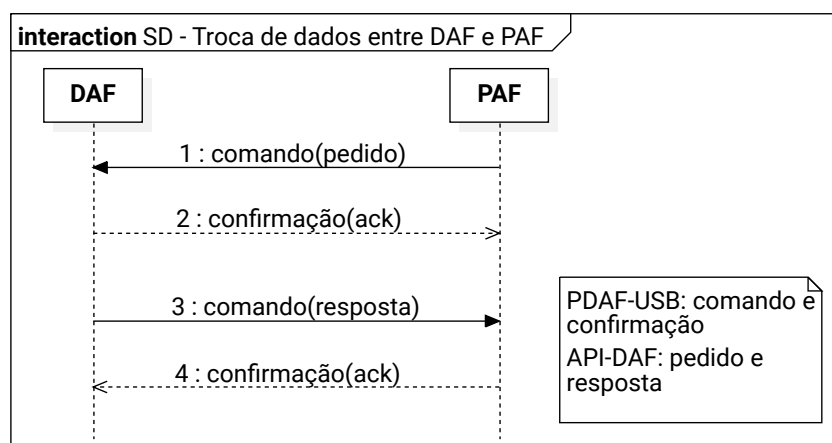 interaction SD - Troca de dados entre DAF e PAF
DAF
PAF
1 : comando(pedido)
2 : confirmação(ack)
3 : comando(resposta)
4 : confirmação(ack)
PDAF-USB: comando e
confirmação
API-DAF: pedido e
resposta